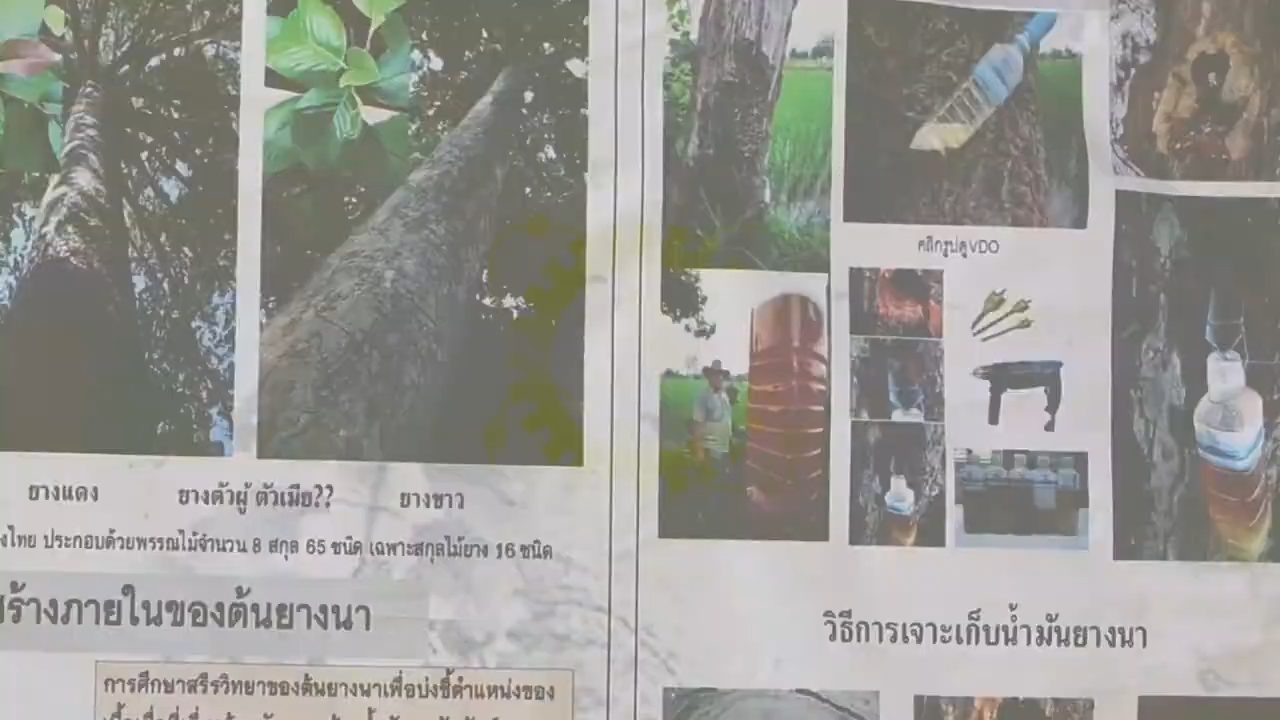 ยางแดง
ยางตัวผู้ ตัวเมีย??
ยางขาว
งไทย ประกอบด้วยพรรณไม้จำนวน 8 สกุล 65 ชนิด เฉพาะสกุลไม้ยาง 16 ชนิด
สร้างภายในของต้นยางนา
การศึกษาสรีรวิทยาของต้นยางนาเพื่อบ่งชี้ตำแหน่งของ
คลิกรูปดูVDO
วิธีการเจาะเก็บน้ำมันยางนา